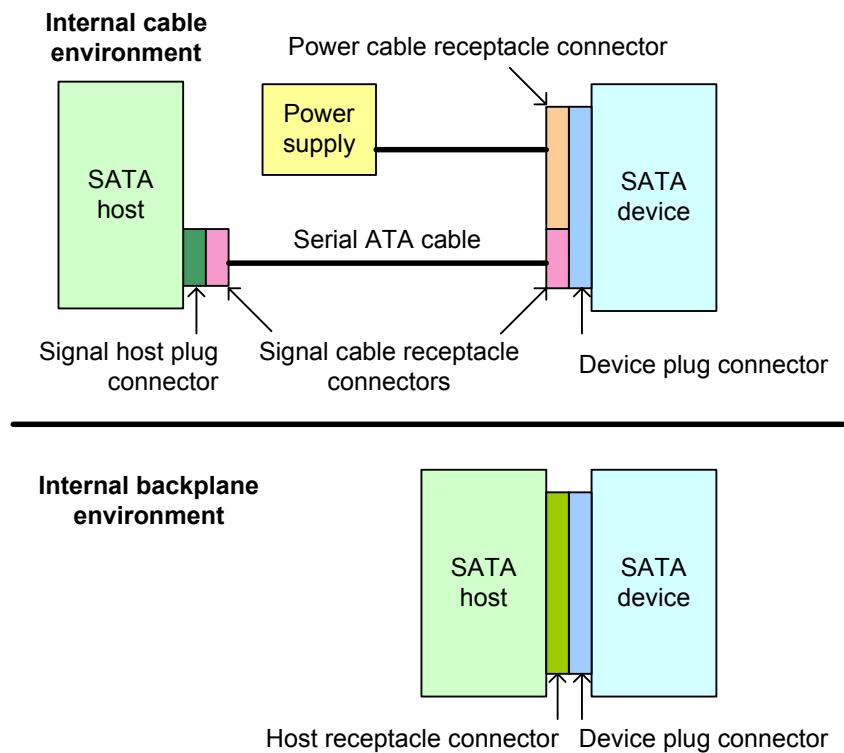 Internal cable
environment
Power cable receptacle connector
Power
supply
SATA
host
SATA
device
Serial ATA cable
Signal host plug
connector
Signal cable receptacle
connectors
Device plug connector
Internal backplane
environment
SATA
host
SATA
device
Host receptacle connector
Device plug connector